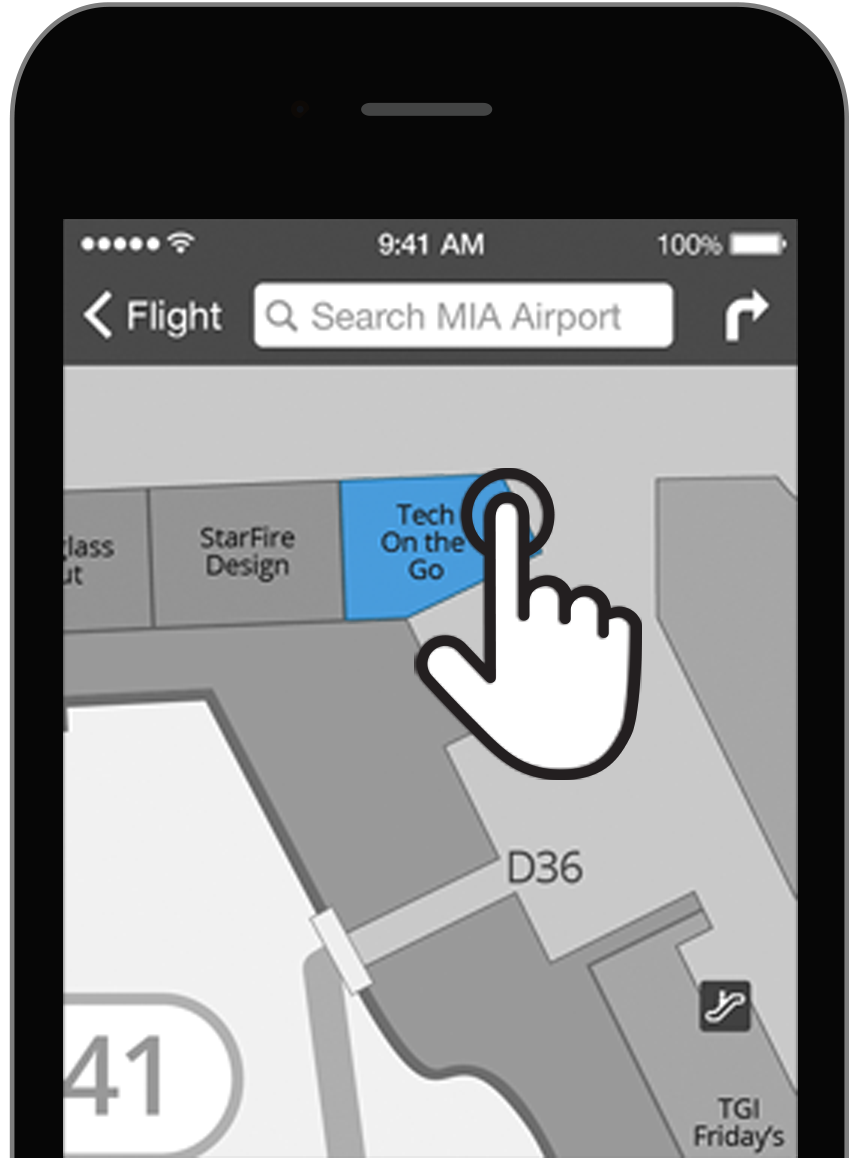 9:41 AM
100%
Flight
Search MIA Airport
Tech
On the
Go
StarFire
Design
lass
ut
D36
41
TGI
Friday's